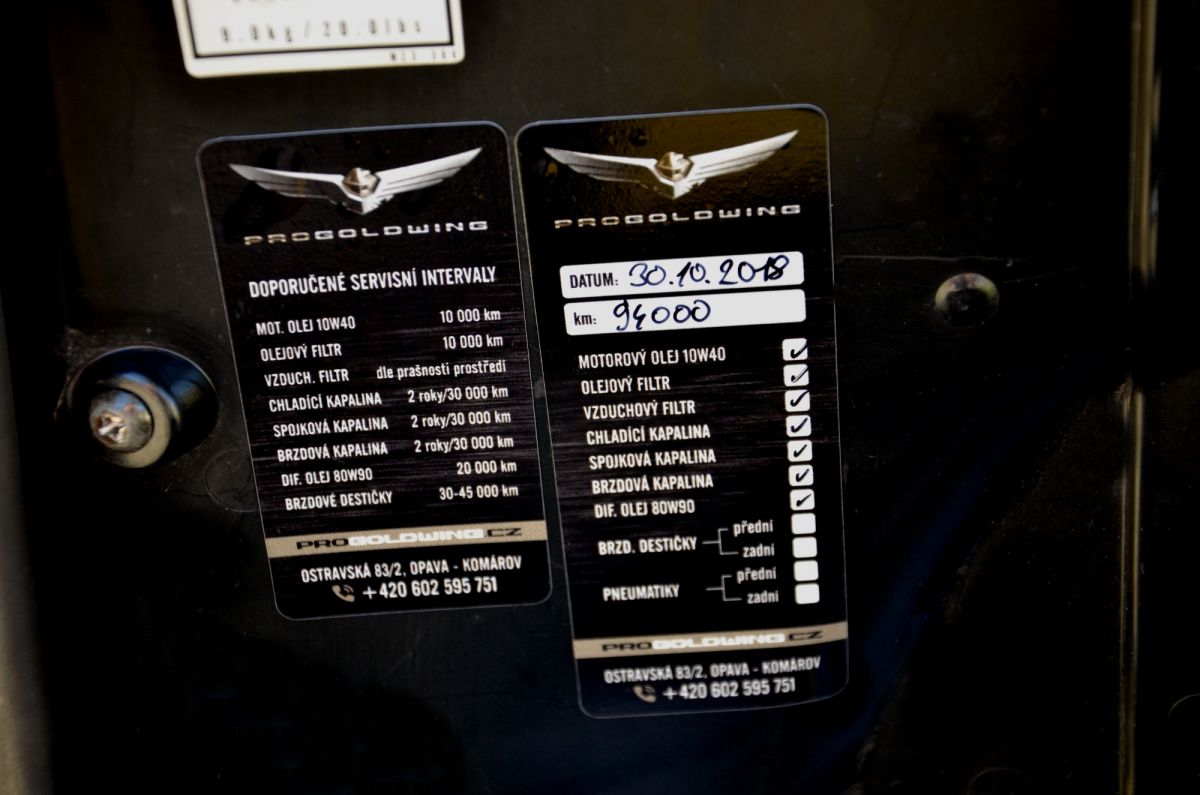 9.0kg/20.0lbs
PROGOLDWING
DOPORUČENÉ SERVISNÍ INTERVALY
MOT. OLEJ 10W40 10 000 km
OLEJOVÝ FILTR 10 000 km
VZDUCH. FILTR dle prašnosti prostředí
CHLADÍCÍ KAPALINA 2 roky/30 000 km
SPOJKOVÁ KAPALINA 2 roky/30 000 km
BRZDOVÁ KAPALINA 2 roky/30 000 km
DIF. OLEJ 80W90 20 000 km
BRZDOVÉ DESTIČKY 30-45 000 km
PROGOLDWING.CZ
OSTRAVSKÁ 83/2, OPAVA - KOMÁROV
+420 602 595 751
PROGOLDWING
DATUM: 30.10.2018
km: 94000
MOTOROVÝ OLEJ 10W40
OLEJOVÝ FILTR
VZDUCHOVÝ FILTR
CHLADÍCÍ KAPALINA
SPOJKOVÁ KAPALINA
BRZDOVÁ KAPALINA
DIF. OLEJ 80W90
přední
BRZD. DESTIČKY
zadní
přední
PNEUMATIKY
zadní
PROGOLDWING.CZ
OSTRAVSKÁ 83/2, OPAVA - KOMÁROV
+420 602 595 751